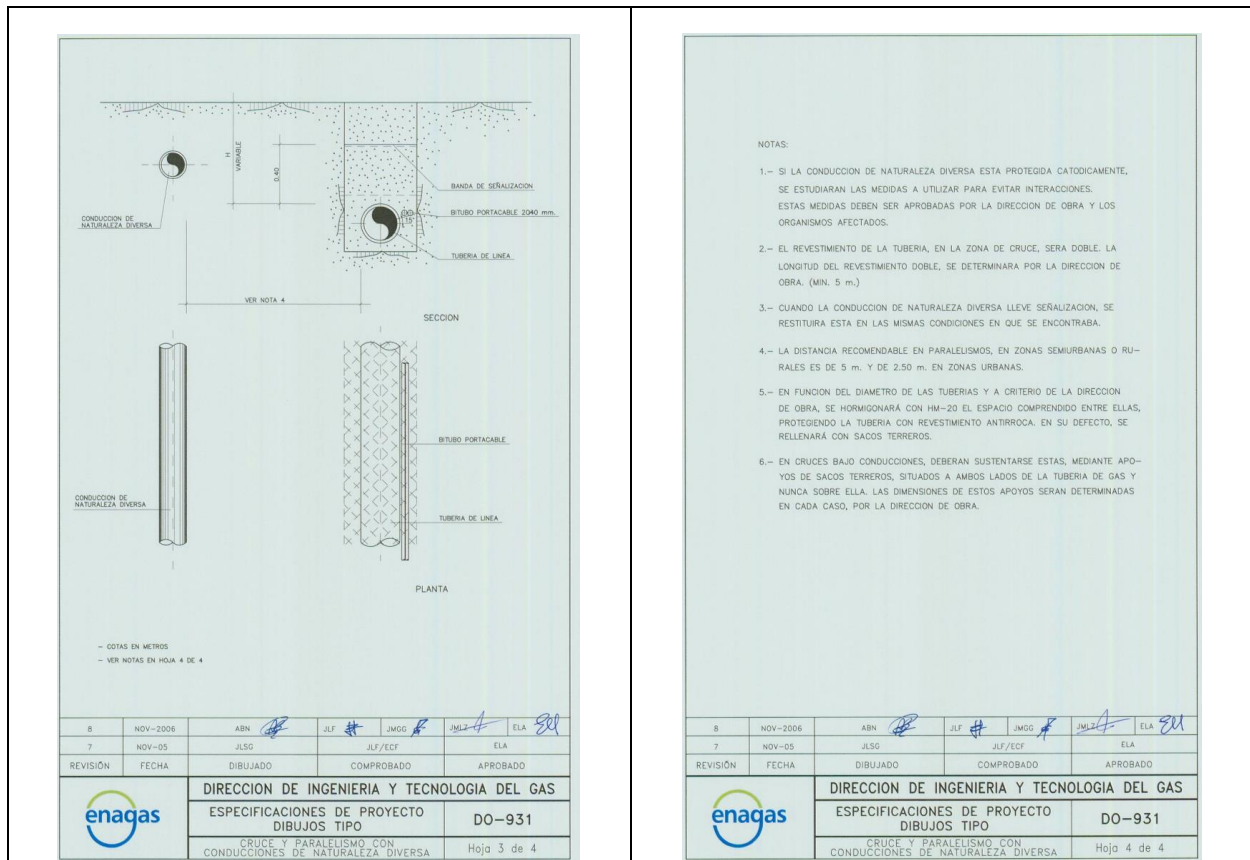 H
VARIABLE
0.40
BANDA DE SEÑALIZACION
BITUBO PORTACABLE 2Ø40 mm.
15°
CONDUCCION DE
NATURALEZA DIVERSA
TUBERIA DE LINEA
VER NOTA 4
SECCION
BITUBO PORTACABLE
CONDUCCION DE
NATURALEZA DIVERSA
TUBERIA DE LINEA
PLANTA
- COTAS EN METROS
- VER NOTAS EN HOJA 4 DE 4
8 NOV-2006 ABN JLF JMGG JMLZ ELA
7 NOV-05 JLSG JLF/ECF ELA
REVISIÓN FECHA DIBUJADO COMPROBADO APROBADO
enagas
DIRECCION DE INGENIERIA Y TECNOLOGIA DEL GAS
ESPECIFICACIONES DE PROYECTO
DIBUJOS TIPO
DO-931
CRUCE Y PARALELISMO CON
CONDUCCIONES DE NATURALEZA DIVERSA
Hoja 3 de 4
NOTAS:
1.- SI LA CONDUCCION DE NATURALEZA DIVERSA ESTA PROTEGIDA CATODICAMENTE,
SE ESTUDIARAN LAS MEDIDAS A UTILIZAR PARA EVITAR INTERACCIONES.
ESTAS MEDIDAS DEBEN SER APROBADAS POR LA DIRECCION DE OBRA Y LOS
ORGANISMOS AFECTADOS.
2.- EL REVESTIMIENTO DE LA TUBERIA, EN LA ZONA DE CRUCE, SERA DOBLE. LA
LONGITUD DEL REVESTIMIENTO DOBLE, SE DETERMINARA POR LA DIRECCION DE
OBRA. (MIN. 5 m.)
3.- CUANDO LA CONDUCCION DE NATURALEZA DIVERSA LLEVE SEÑALIZACION, SE
RESTITUIRA ESTA EN LAS MISMAS CONDICIONES EN QUE SE ENCONTRABA.
4.- LA DISTANCIA RECOMENDABLE EN PARALELISMOS, EN ZONAS SEMIURBANAS O RU-
RALES ES DE 5 m. Y DE 2.50 m. EN ZONAS URBANAS.
5.- EN FUNCION DEL DIAMETRO DE LAS TUBERIAS Y A CRITERIO DE LA DIRECCION
DE OBRA, SE HORMIGONARÁ CON HM-20 EL ESPACIO COMPRENDIDO ENTRE ELLAS,
PROTEGIENDO LA TUBERIA CON REVESTIMIENTO ANTIRROCA. EN SU DEFECTO, SE
RELLENARÁ CON SACOS TERREROS.
6.- EN CRUCES BAJO CONDUCCIONES, DEBERAN SUSTENTARSE ESTAS, MEDIANTE APO-
YOS DE SACOS TERREROS, SITUADOS A AMBOS LADOS DE LA TUBERIA DE GAS Y
NUNCA SOBRE ELLA. LAS DIMENSIONES DE ESTOS APOYOS SERAN DETERMINADAS
EN CADA CASO, POR LA DIRECCION DE OBRA.
8 NOV-2006 ABN JLF JMGG JMLZ ELA
7 NOV-05 JLSG JLF/ECF ELA
REVISIÓN FECHA DIBUJADO COMPROBADO APROBADO
enagas
DIRECCION DE INGENIERIA Y TECNOLOGIA DEL GAS
ESPECIFICACIONES DE PROYECTO
DIBUJOS TIPO
DO-931
CRUCE Y PARALELISMO CON
CONDUCCIONES DE NATURALEZA DIVERSA
Hoja 4 de 4